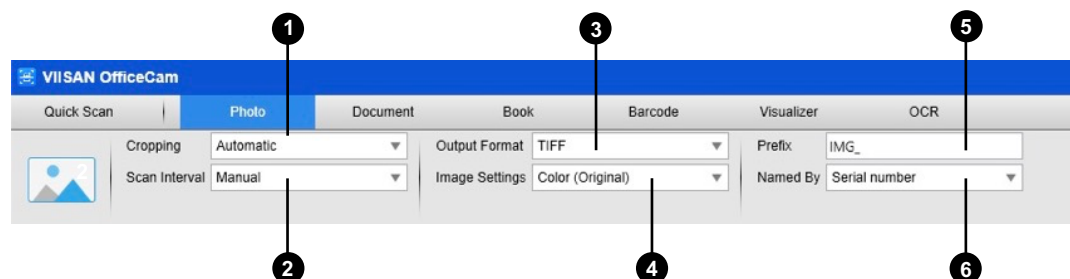 1 3 5
VIISAN OfficeCam
Quick Scan Photo Document Book Barcode Visualizer OCR
Cropping Automatic Output Format TIFF Prefix IMG_
2
Scan Interval Manual Image Settings Color (Original) Named By Serial number
2 4 6